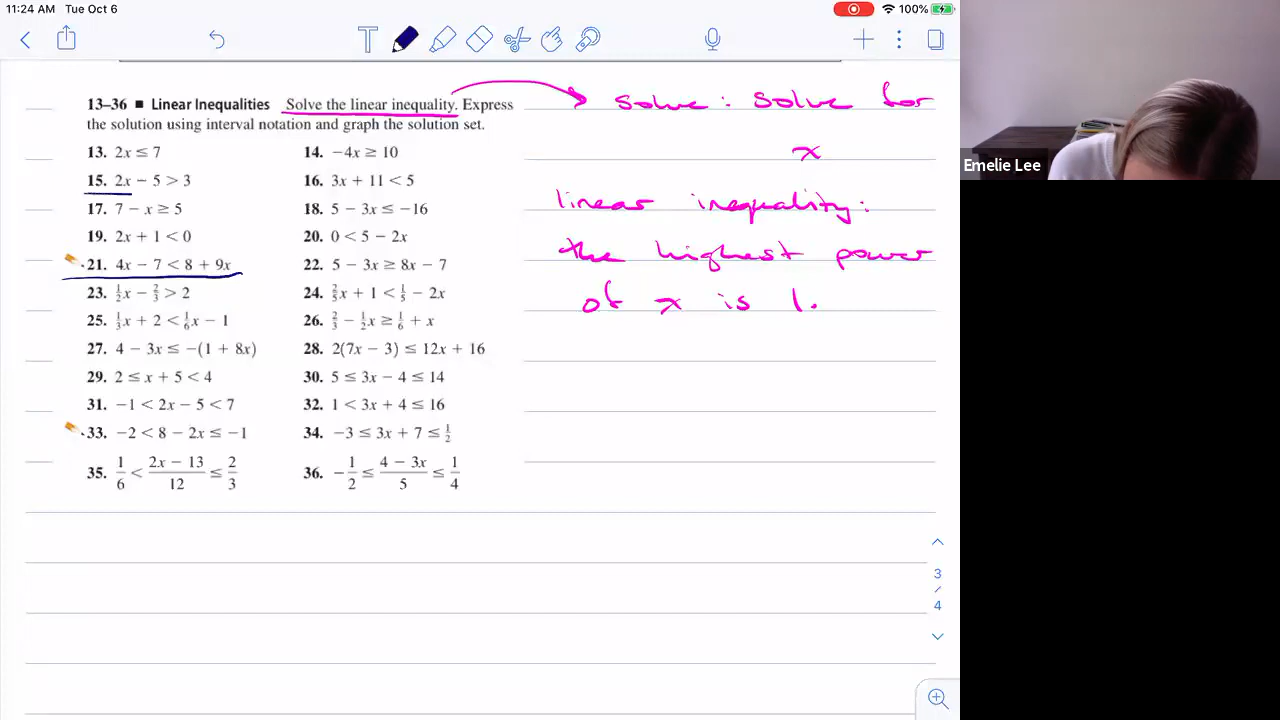 11:24 AM Tue Oct 6
100%
13–36 ■ Linear Inequalities Solve the linear inequality. Express
the solution using interval notation and graph the solution set.
13. 2x ≤ 7
14. −4x ≥ 10
15. 2x − 5 > 3
16. 3x + 11 < 5
17. 7 − x ≥ 5
18. 5 − 3x ≤ −16
19. 2x + 1 < 0
20. 0 < 5 − 2x
21. 4x − 7 < 8 + 9x
22. 5 − 3x ≥ 8x − 7
23. 1/2 x − 2/3 > 2
24. 2/5 x + 1 < 1/5 − 2x
25. 1/3 x + 2 < 1/6 x − 1
26. 2/3 − 1/2 x ≥ 1/6 + x
27. 4 − 3x ≤ −(1 + 8x)
28. 2(7x − 3) ≤ 12x + 16
29. 2 ≤ x + 5 < 4
30. 5 ≤ 3x − 4 ≤ 14
31. −1 < 2x − 5 < 7
32. 1 < 3x + 4 ≤ 16
33. −2 < 8 − 2x ≤ −1
34. −3 ≤ 3x + 7 ≤ 1/2
35. 1/6 < (2x − 13)/12 ≤ 2/3
36. −1/2 ≤ (4 − 3x)/5 ≤ 1/4
solve: solve for
x
linear inequality:
the highest power
of x is 1.
Emelie Lee
3
/
4